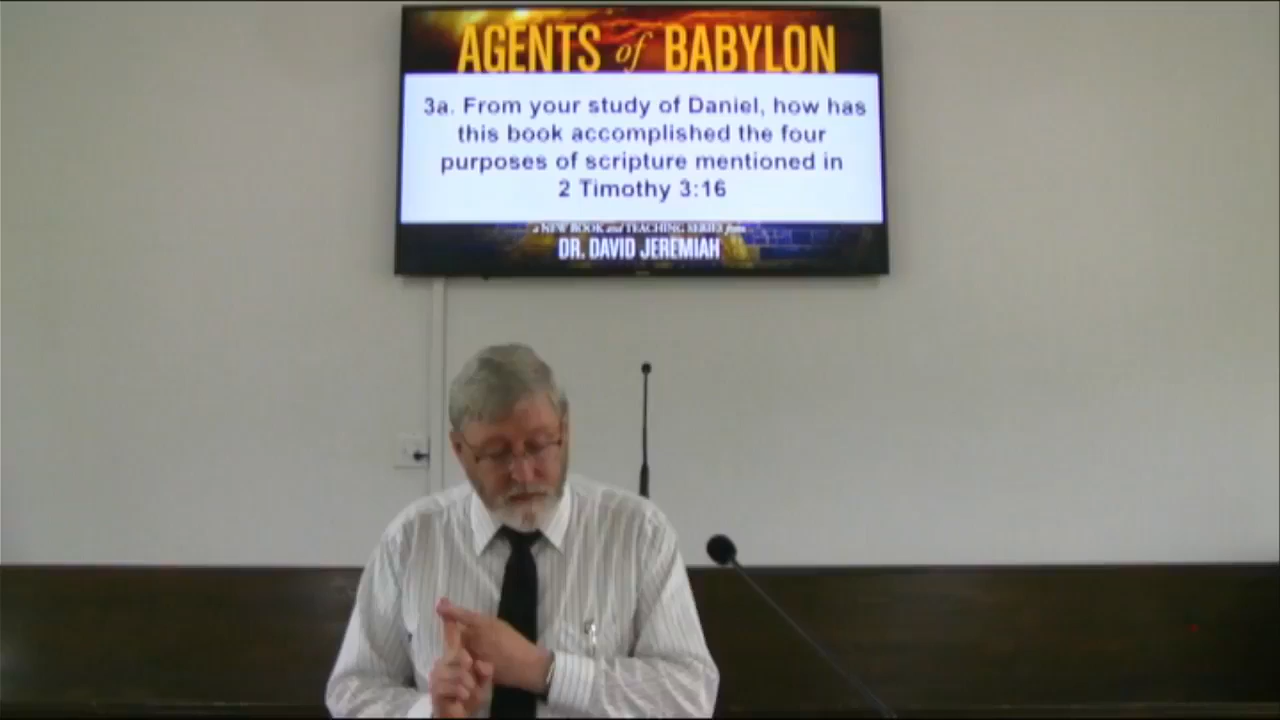 AGENTS of BABYLON
3a. From your study of Daniel, how has
this book accomplished the four
purposes of scripture mentioned in
2 Timothy 3:16
a NEW BOOK and TEACHING SERIES from
DR. DAVID JEREMIAH